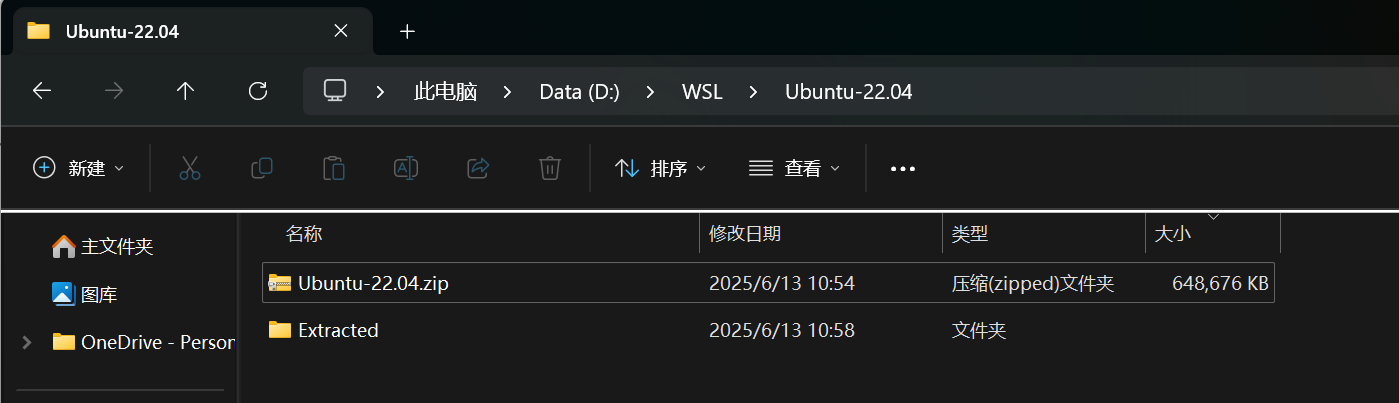 Ubuntu-22.04
此电脑 Data (D:) WSL Ubuntu-22.04
新建 排序 查看
名称 修改日期 类型 大小
主文件夹
Ubuntu-22.04.zip 2025/6/13 10:54 压缩(zipped)文件夹 648,676 KB
图库
Extracted 2025/6/13 10:58 文件夹
OneDrive - Person